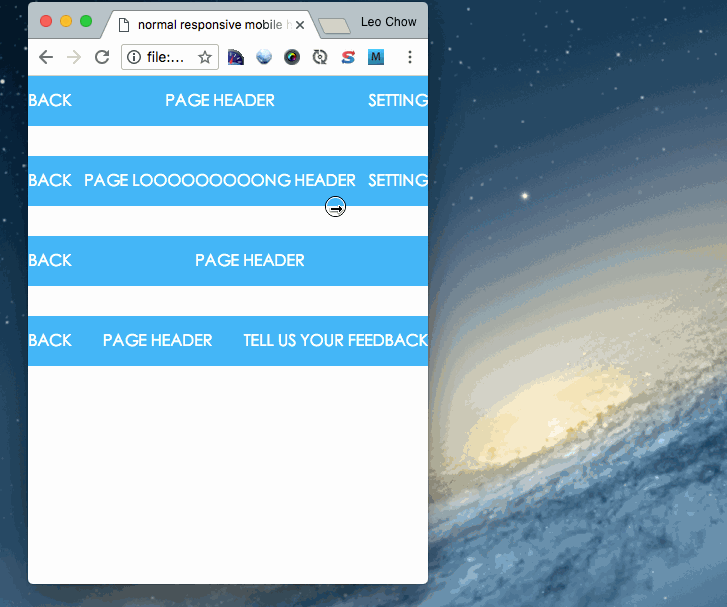 normal responsive mobile h
Leo Chow
file:...
M
BACK PAGE HEADER SETTING
BACK PAGE LOOOOOOOOONG HEADER SETTING
BACK PAGE HEADER
BACK PAGE HEADER TELL US YOUR FEEDBACK